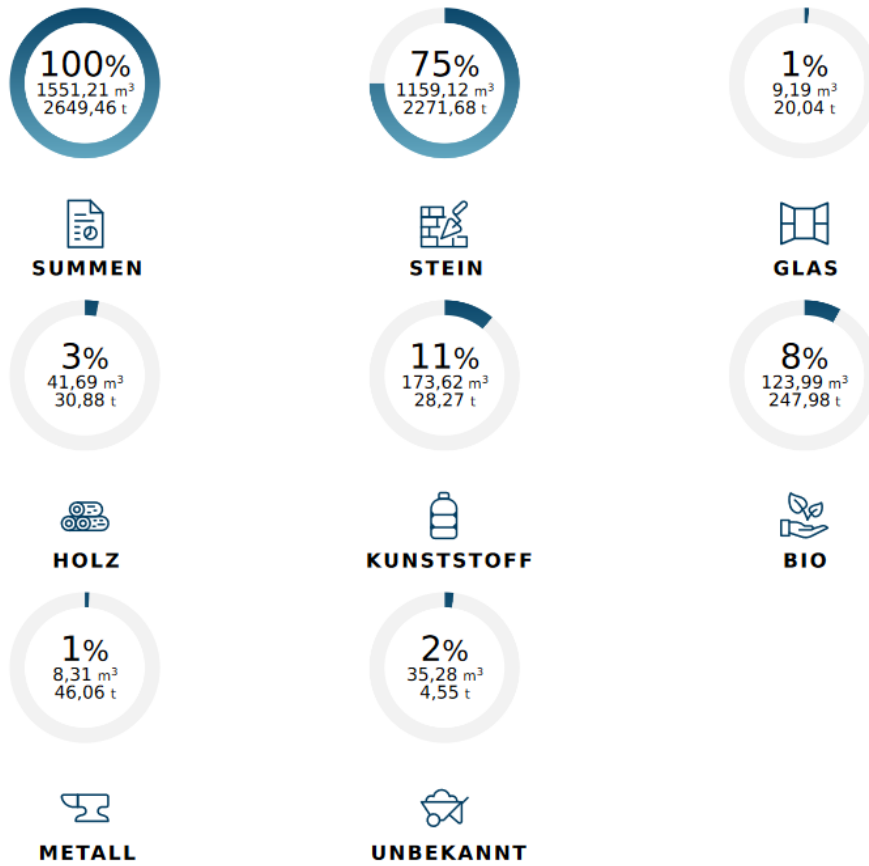 100%
1551,21 m³
2649,46 t
SUMMEN
75%
1159,12 m³
2271,68 t
STEIN
1%
9,19 m³
20,04 t
GLAS
3%
41,69 m³
30,88 t
HOLZ
11%
173,62 m³
28,27 t
KUNSTSTOFF
8%
123,99 m³
247,98 t
BIO
1%
8,31 m³
46,06 t
METALL
2%
35,28 m³
4,55 t
UNBEKANNT